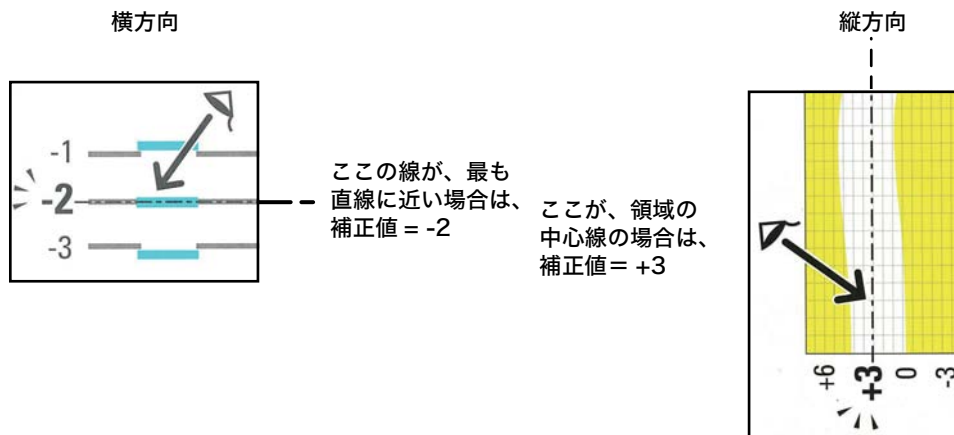 横方向
縦方向
-1
-2
-3
ここの線が、最も
直線に近い場合は、
補正値 = -2
ここが、領域の
中心線の場合は、
補正値＝ +3
+6
+3
0
-3